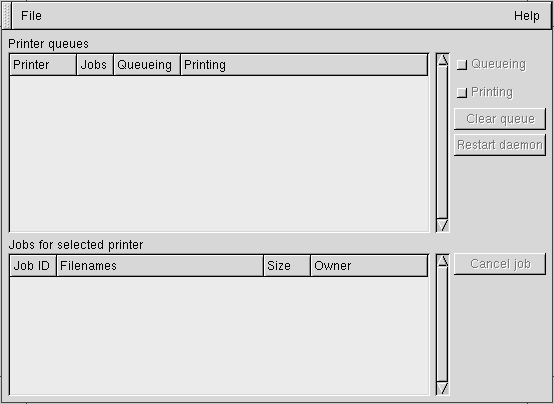 File Help
Printer queues
Printer Jobs Queueing Printing
Queueing
Printing
Clear queue
Restart daemon
Jobs for selected printer
Job ID Filenames Size Owner
Cancel job